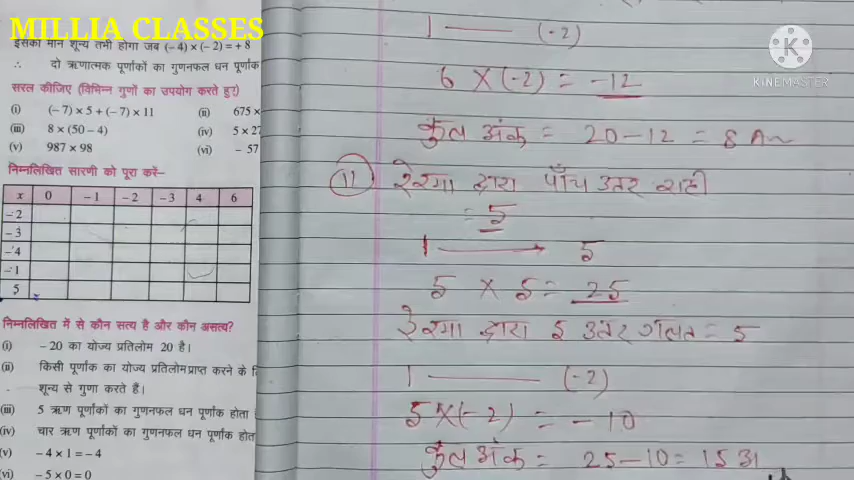 MILLIA CLASSES
इसका मान शून्य तभी होगा जब (−4) × (−2) = + 8
∴ दो ऋणात्मक पूर्णाकों का गुणनफल धन पूर्णांक
सरल कीजिए (विभिन्न गुणों का उपयोग करते हुए)
(i) (−7) × 5 + (−7) × 11 (ii) 675 ×
(iii) 8 × (50 − 4) (iv) 5 × 27
(v) 987 × 98 (vi) − 57
निम्नलिखित सारणी को पूरा करें–
x 0 −1 −2 −3 4 6
−2
−3
−4
−1
5
निम्नलिखित में से कौन सत्य है और कौन असत्य?
(i) −20 का योज्य प्रतिलोम 20 है।
(ii) किसी पूर्णांक का योज्य प्रतिलोम प्राप्त करने के
शून्य से गुणा करते हैं।
(iii) 5 ऋण पूर्णांकों का गुणनफल धन पूर्णांक होता
(iv) चार ऋण पूर्णांकों का गुणनफल धन पूर्णांक होता
(v) −4 × 1 = −4
(vi) −5 × 0 = 0
1 —— (-2)
6 × (-2) = -12
कुल अंक = 20 - 12 = 8
(11) रेशमा द्वारा पाँच उत्तर सही
= 5
1 → 5
5 × 5 = 25
रेशमा द्वारा 5 उत्तर गलत = 5
1 —— (-2)
5 × (-2) = -10
कुल अंक = 25 - 10 = 15
K
KINEMASTER